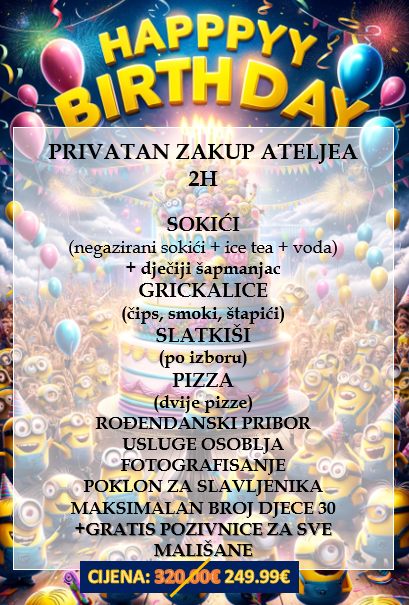 HAPPPYY
BIRTHDAY
PRIVATAN ZAKUP ATELJEA
2H
SOKIĆI
(negazirani sokići + ice tea + voda)
+ dječiji šapmanjac
GRICKALICE
(čips, smoki, štapići)
SLATKIŠI
(po izboru)
PIZZA
(dvije pizze)
ROĐENDANSKI PRIBOR
USLUGE OSOBLJA
FOTOGRAFISANJE
POKLON ZA SLAVLJENIKA
MAKSIMALAN BROJ DJECE 30
+GRATIS POZIVNICE ZA SVE
MALIŠANE
CIJENA: 320.00€ 249.99€